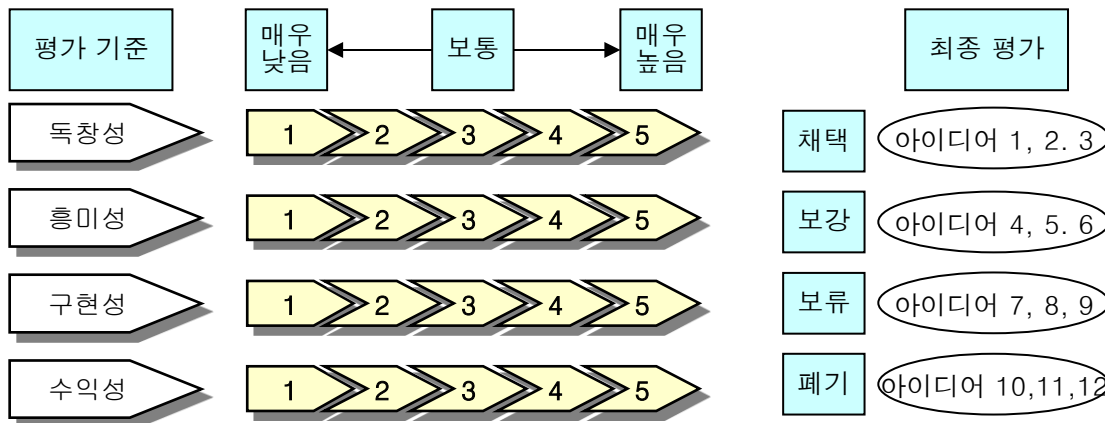 평가 기준
매우
낮음
보통
매우
높음
최종 평가
독창성
1 2 3 4 5
채택
아이디어 1, 2. 3
흥미성
1 2 3 4 5
보강
아이디어 4, 5. 6
구현성
1 2 3 4 5
보류
아이디어 7, 8, 9
수익성
1 2 3 4 5
폐기
아이디어 10,11,12